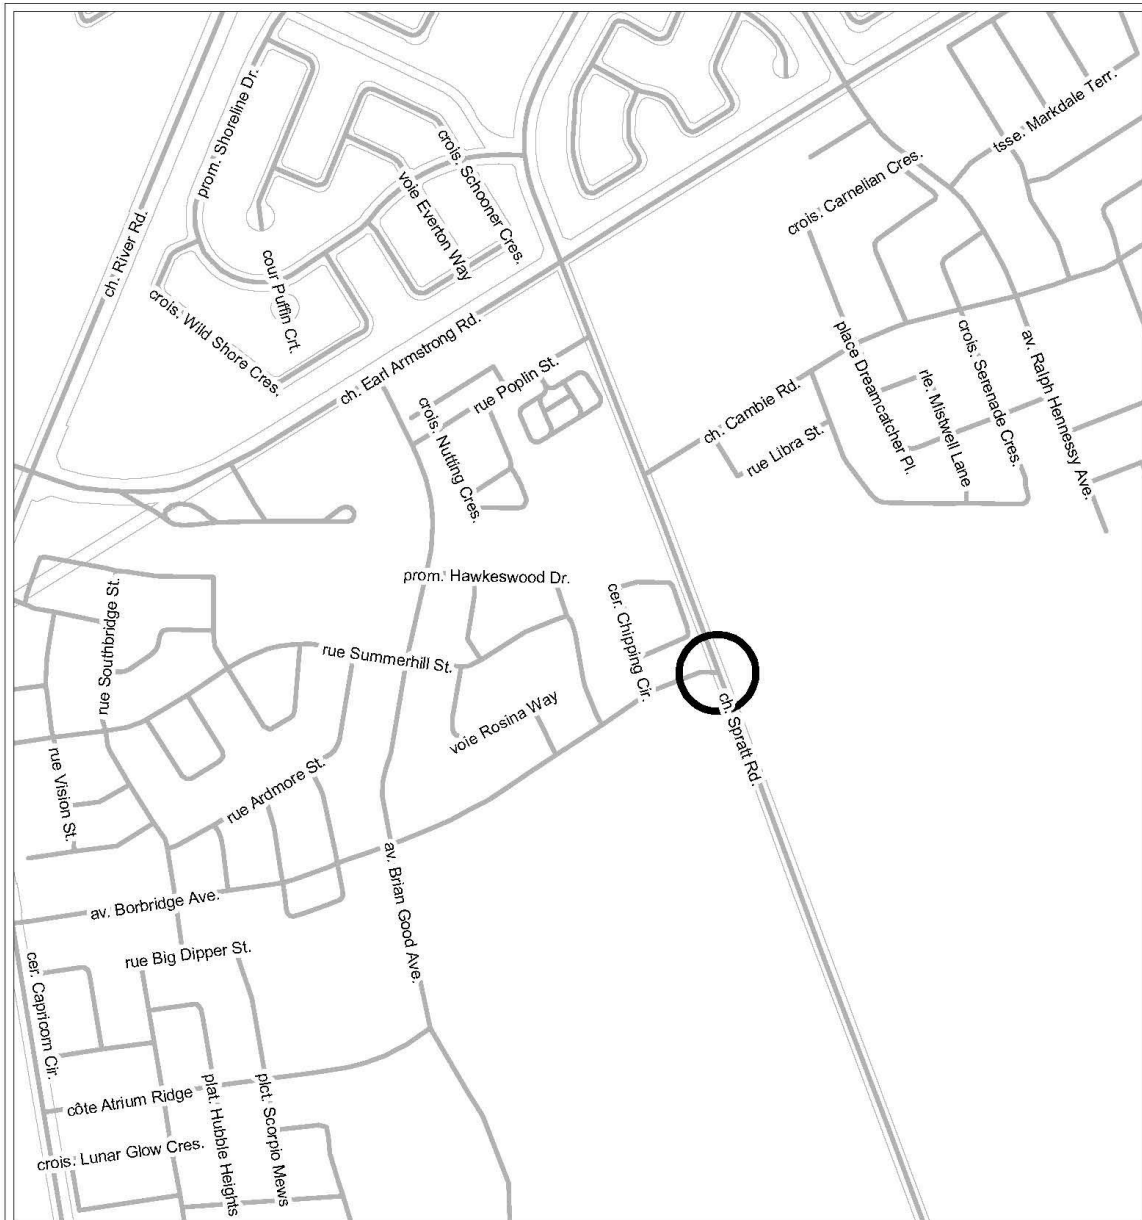 prom. Shoreline Dr.
ch. River Rd.
crois. Schooner Cres.
voie Everton Way
cour Puffin Crt.
crois. Wild Shore Cres.
ch. Earl Armstrong Rd.
tsse. Markdale Terr.
crois. Carnelian Cres.
place Dreamcatcher Pl.
crois. Serenade Cres.
av. Ralph Hennessy Ave.
rle. Mistwell Lane
ch. Cambie Rd.
rue Libra St.
rue Poplin St.
crois. Nutting Cres.
prom. Hawkeswood Dr.
cer. Chipping Cir.
rue Southbridge St.
rue Summerhill St.
voie Rosina Way
ch. Spratt Rd.
rue Vision St.
rue Ardmore St.
av. Brian Good Ave.
av. Borbridge Ave.
rue Big Dipper St.
cer. Capricorn Cir.
côte Atrium Ridge
plat. Hubble Heights
plct. Scorpio Mews
crois. Lunar Glow Cres.